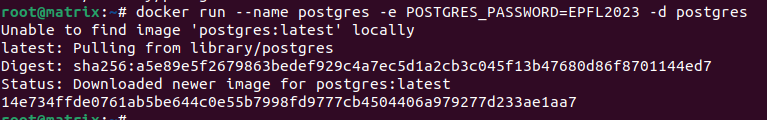 root@matrix:~# docker run --name postgres -e POSTGRES_PASSWORD=EPFL2023 -d postgres
Unable to find image 'postgres:latest' locally
latest: Pulling from library/postgres
Digest: sha256:a5e89e5f2679863bedef929c4a7ec5d1a2cb3c045f13b47680d86f8701144ed7
Status: Downloaded newer image for postgres:latest
14e734ffde0761ab5be644c0e55b7998fd9777cb4504406a979277d233ae1aa7
root@matrix:~#